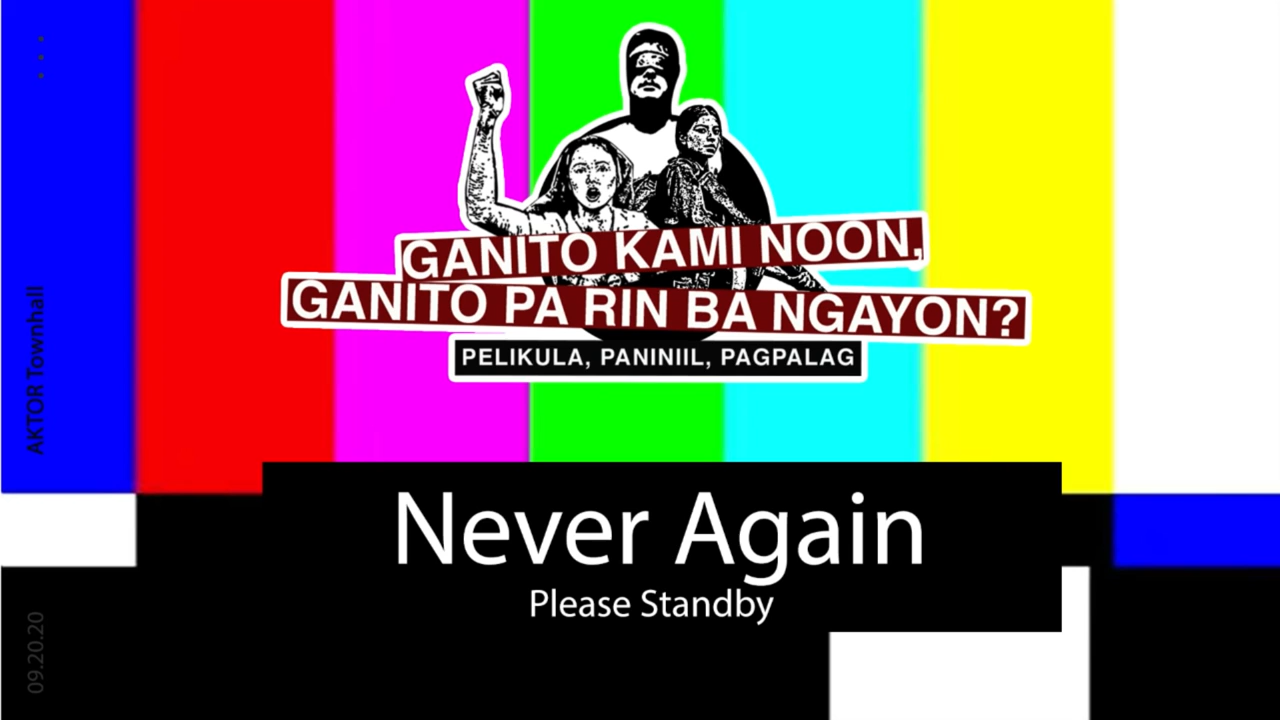 GANITO KAMI NOON,
GANITO PA RIN BA NGAYON?
PELIKULA, PANINIIL, PAGPALAG
AKTOR Townhall
Never Again
Please Standby
09.20.20